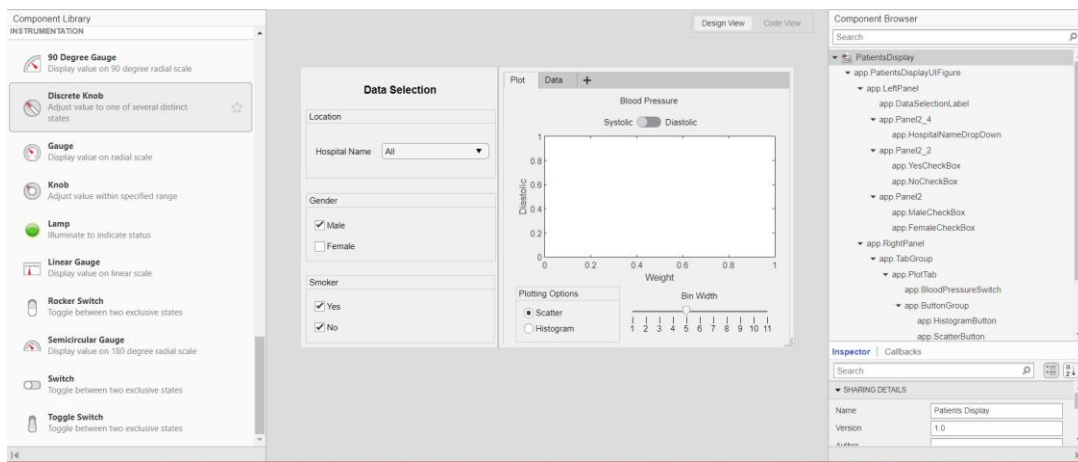 Component Library
INSTRUMENTATION
90 Degree Gauge
Display value on 90 degree radial scale
Discrete Knob
Adjust value to one of several distinct
states
Gauge
Display value on radial scale
Knob
Adjust value within specified range
Lamp
Illuminate to indicate status
Linear Gauge
Display value on linear scale
Rocker Switch
Toggle between two exclusive states
Semicircular Gauge
Display value on 180 degree radial scale
Switch
Toggle between two exclusive states
Toggle Switch
Toggle between two exclusive states
Design View Code View
Data Selection
Location
Hospital Name All
Gender
Male
Female
Smoker
Yes
No
Plot Data
Blood Pressure
Systolic Diastolic
1
0.8
0.6
0.4
0.2
0
Diastolic
0 0.2 0.4 0.6 0.8 1
Weight
Plotting Options
Scatter
Histogram
Bin Width
1 2 3 4 5 6 7 8 9 10 11
Component Browser
Search
PatientsDisplay
app.PatientsDisplayUIFigure
app.LeftPanel
app.DataSelectionLabel
app.Panel2_4
app.HospitalNameDropDown
app.Panel2_2
app.YesCheckBox
app.NoCheckBox
app.Panel2
app.MaleCheckBox
app.FemaleCheckBox
app.RightPanel
app.TabGroup
app.PlotTab
app.BloodPressureSwitch
app.ButtonGroup
app.HistogramButton
app.ScatterButton
Inspector Callbacks
Search
SHARING DETAILS
Name Patients Display
Version 1.0
Author